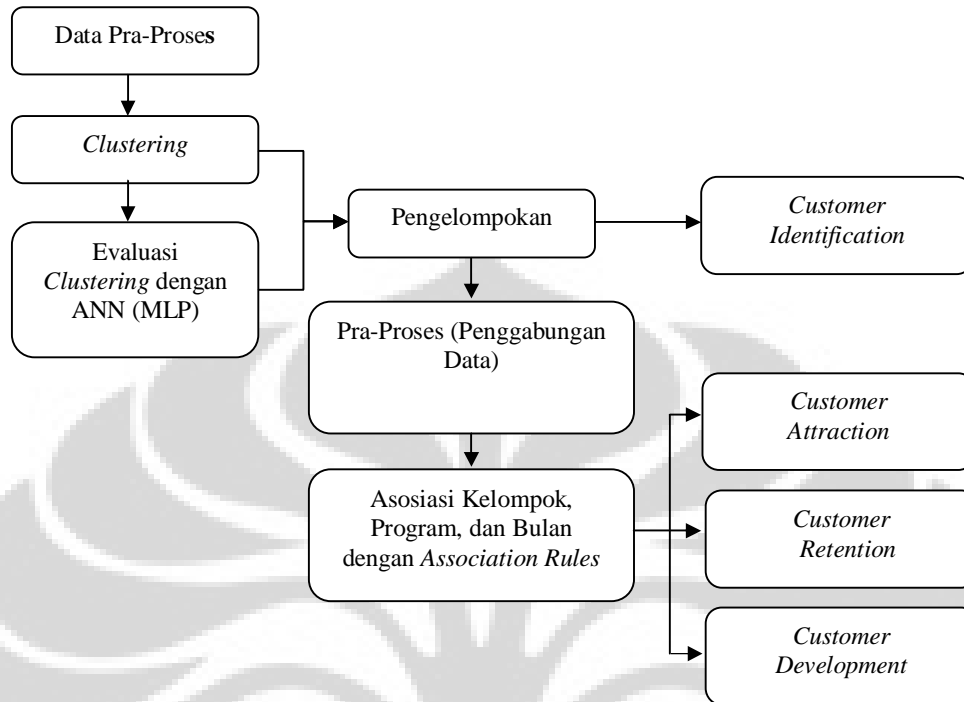 Data Pra-Proses
Clustering
Evaluasi
Clustering dengan
ANN (MLP)
Pengelompokan
Customer
Identification
Pra-Proses (Penggabungan
Data)
Asosiasi Kelompok,
Program, dan Bulan
dengan Association Rules
Customer
Attraction
Customer
Retention
Customer
Development